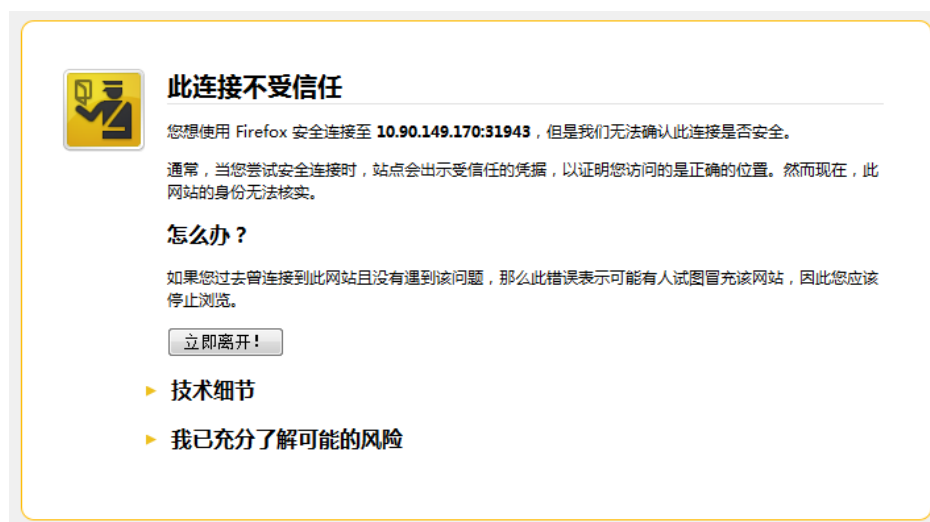 此连接不受信任
您想使用 Firefox 安全连接至 10.90.149.170:31943，但是我们无法确认此连接是否安全。
通常，当您尝试安全连接时，站点会出示受信任的凭据，以证明您访问的是正确的位置。然而现在，此
网站的身份无法核实。
怎么办？
如果您过去曾连接到此网站且没有遇到该问题，那么此错误表示可能有人试图冒充该网站，因此您应该
停止浏览。
立即离开！
技术细节
我已充分了解可能的风险